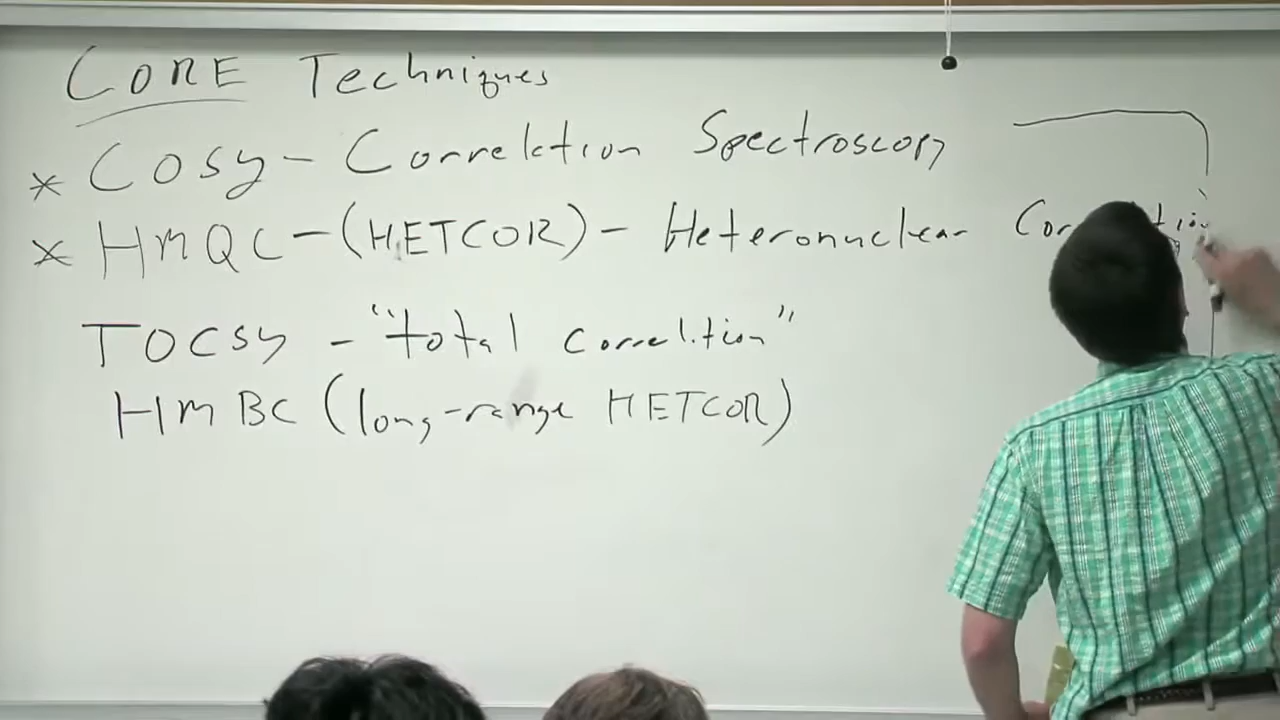 CORE Techniques
* COSY - Correlation Spectroscopy
* HMQC - (HETCOR) - Heteronuclear
TOCSY - "total correlation"
HMBC (long-range HETCOR)